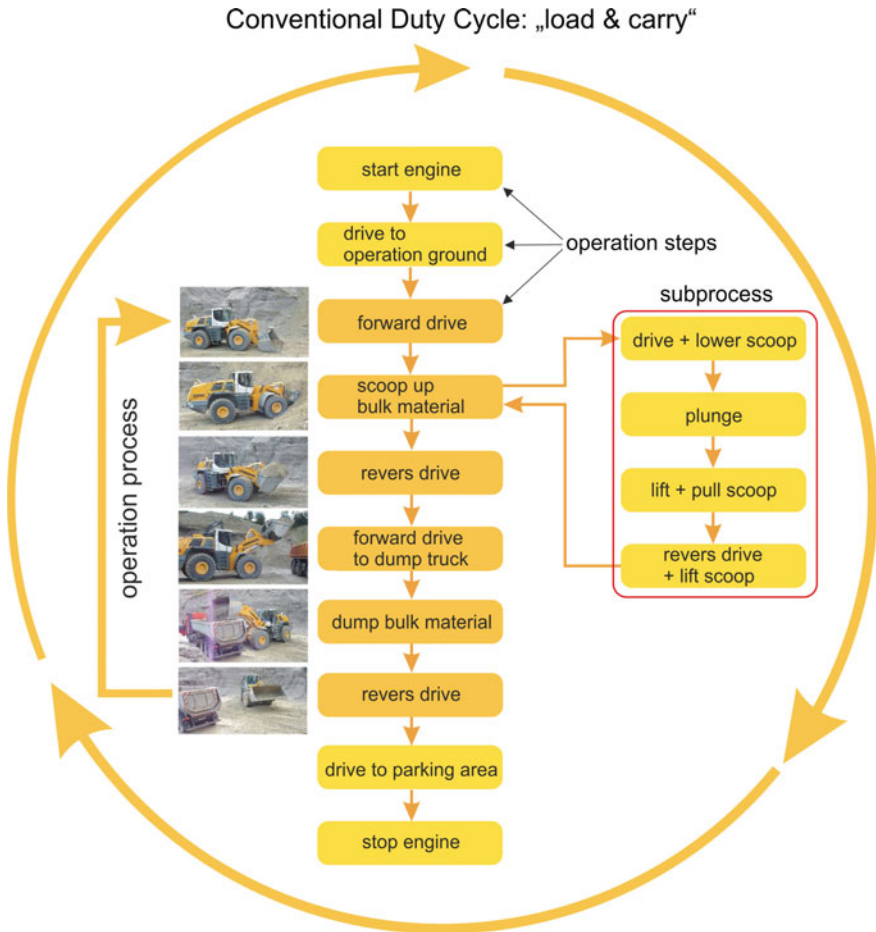 Conventional Duty Cycle: „load & carry“
start engine
drive to
operation ground
operation steps
forward drive
scoop up
bulk material
revers drive
forward drive
to dump truck
dump bulk material
revers drive
drive to parking area
stop engine
operation process
subprocess
drive + lower scoop
plunge
lift + pull scoop
revers drive
+ lift scoop